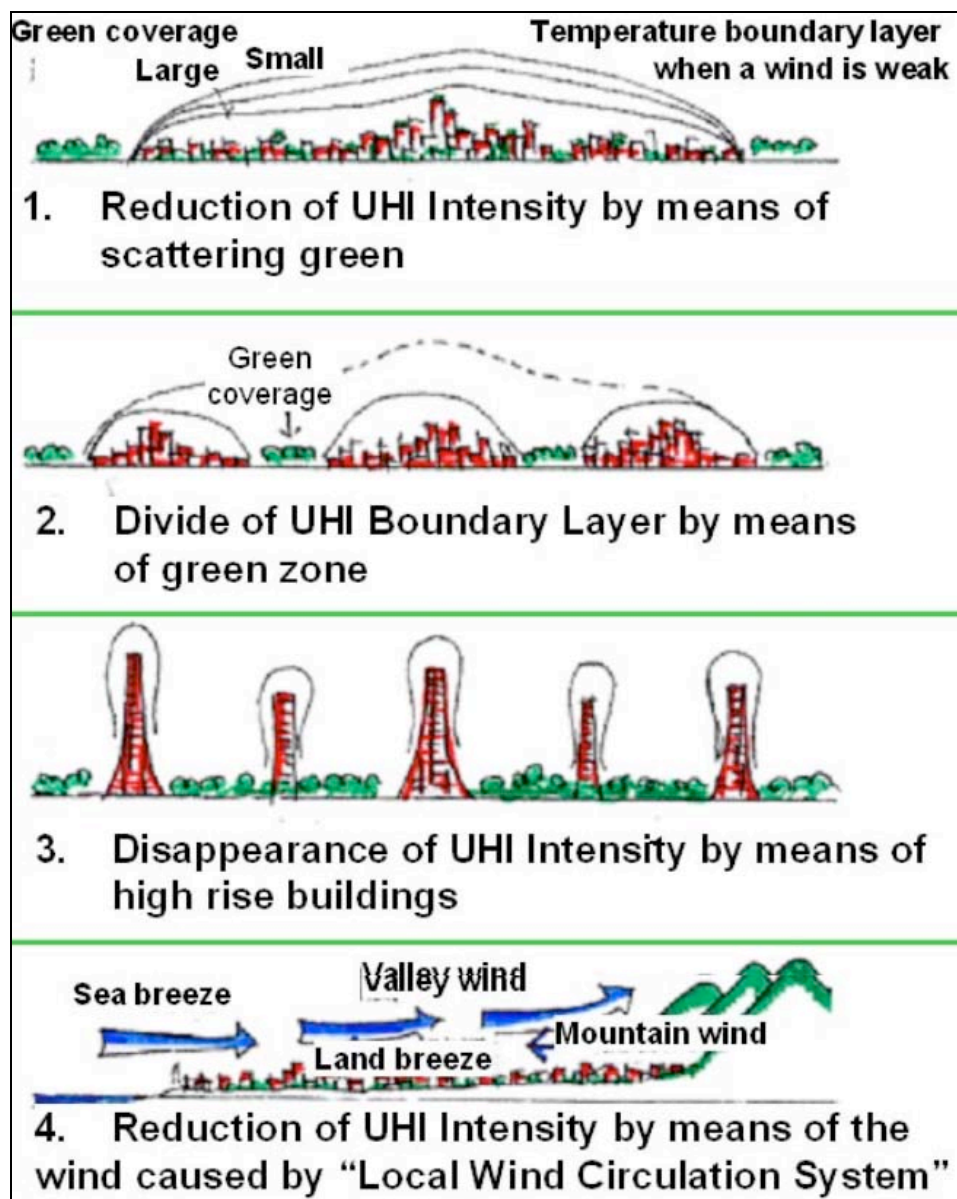 Green coverage
Large Small
Temperature boundary layer
when a wind is weak
1. Reduction of UHI Intensity by means of
scattering green
Green
coverage
2. Divide of UHI Boundary Layer by means
of green zone
3. Disappearance of UHI Intensity by means of
high rise buildings
Sea breeze
Valley wind
Mountain wind
Land breeze
4. Reduction of UHI Intensity by means of the
wind caused by “Local Wind Circulation System”